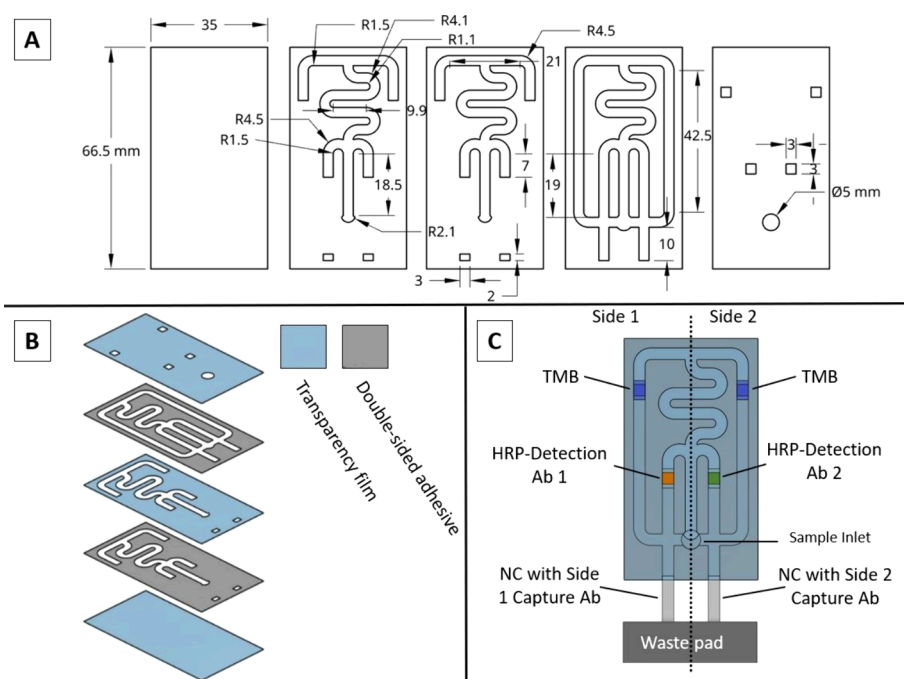 A
35
66.5 mm
R1.5
R4.1
R1.1
R4.5
R1.5
9.9
18.5
R2.1
R4.5
21
7
3
2
19
42.5
10
3
3
Ø5 mm
B
Transparency film
Double-sided adhesive
C
Side 1
Side 2
TMB
TMB
HRP-Detection
Ab 1
HRP-Detection
Ab 2
Sample Inlet
NC with Side
1 Capture Ab
NC with Side 2
Capture Ab
Waste pad